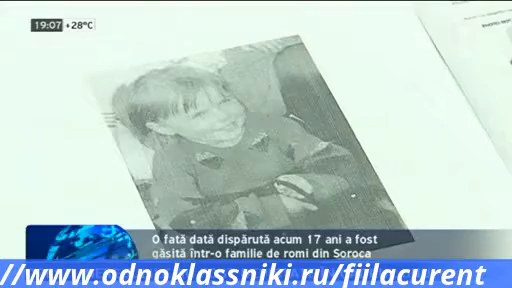 19:07 +28°C
O fată dată dispărută acum 17 ani a fost
găsită într-o familie de romi din Soroca
//www.odnoklassniki.ru/fiilacurent